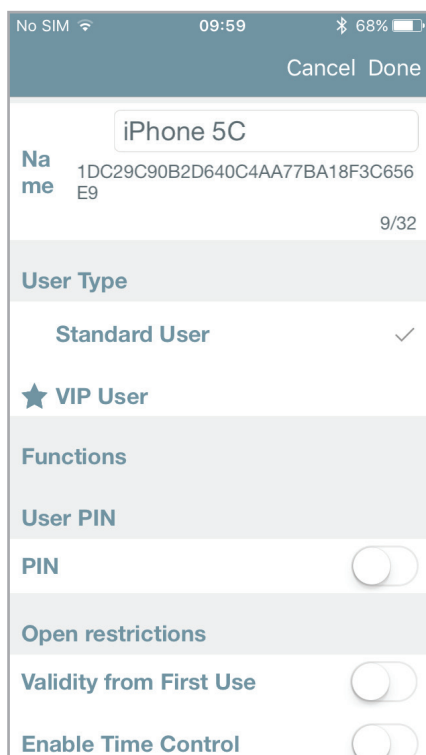 No SIM 09:59 68%
Cancel Done
iPhone 5C
Na
me
1DC29C90B2D640C4AA77BA18F3C656
E9
9/32
User Type
Standard User
VIP User
Functions
User PIN
PIN
Open restrictions
Validity from First Use
Enable Time Control